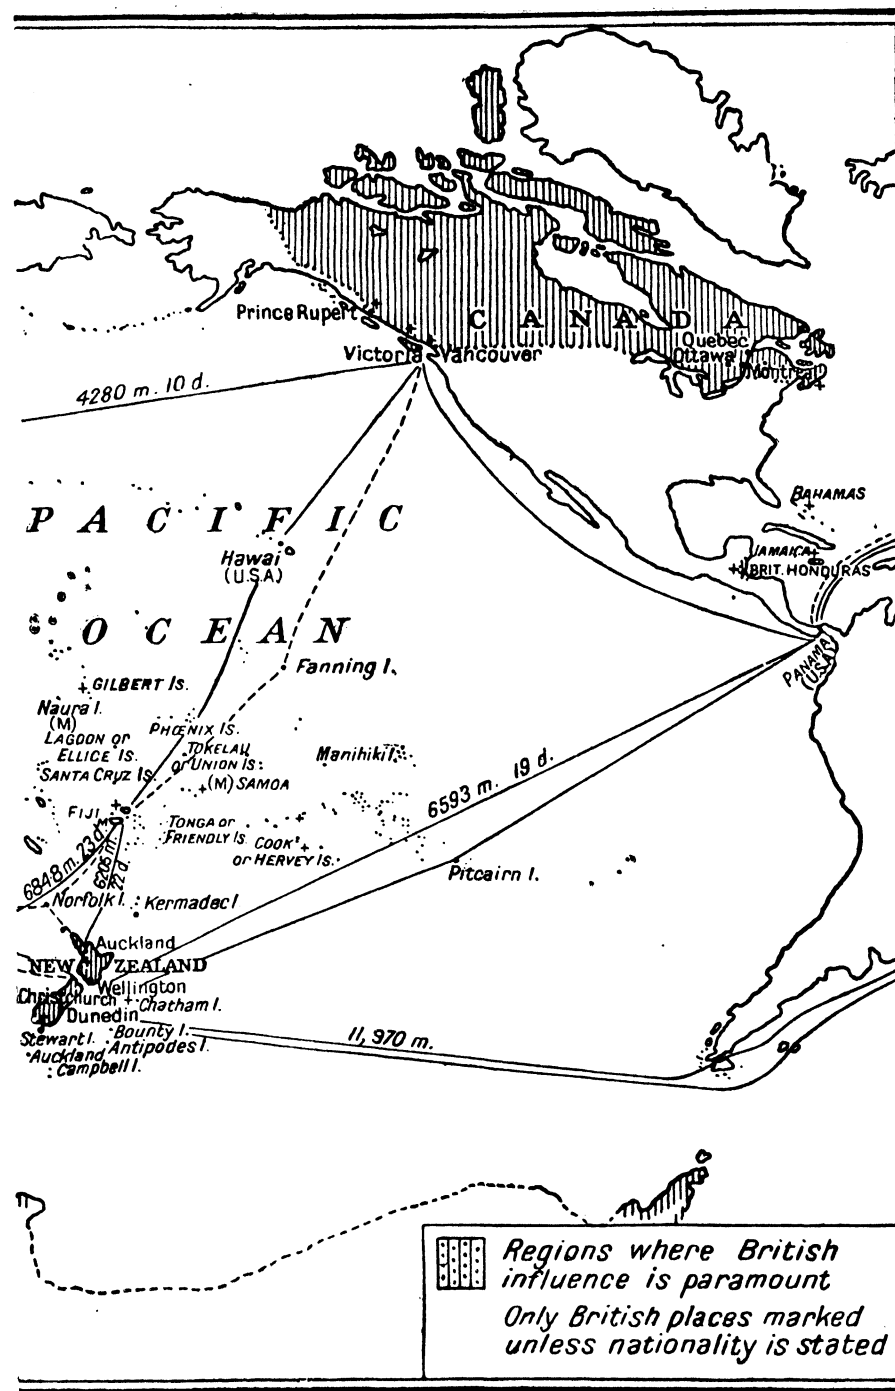 CANADA
Prince Rupert
Quebec
Ottawa
Montreal
Victoria
Vancouver
4280 m. 10 d.
BAHAMAS
PACIFIC
JAMAICA
BRIT. HONDURAS
Hawai
(U.S.A)
OCEAN
Fanning I.
PANAMA
(U.S.A)
GILBERT IS.
Naura I.
(M)
LAGOON OR
ELLICE IS.
SANTA CRUZ IS.
PHŒNIX IS.
TOKELAU
or UNION IS.
(M) SAMOA
Manihiki I.
6593 m. 19 d.
FIJI
M
TONGA OR
FRIENDLY IS.
COOK
OR HERVEY IS.
6848 m. 23 d.
22 d.
Pitcairn I.
Norfolk I.
Kermadec I.
Auckland
NEW ZEALAND
Wellington
Christchurch
Chatham I.
Dunedin
Stewart I.
Bounty I.
Auckland
Antipodes I.
Campbell I.
11,970 m.
Regions where British
influence is paramount
Only British places marked
unless nationality is stated